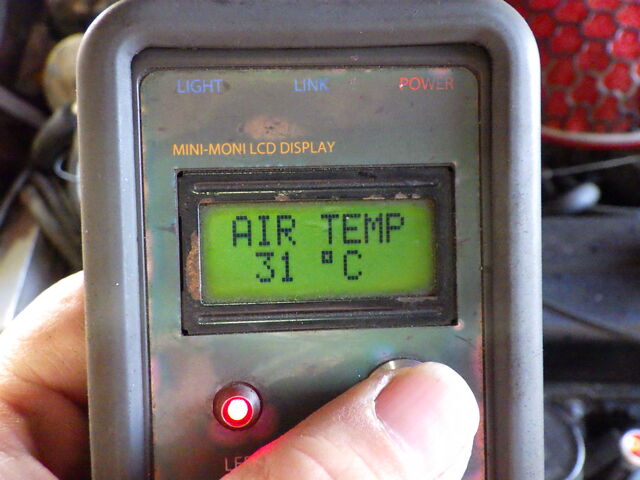 LIGHT LINK POWER
MINI-MONI LCD DISPLAY
AIR TEMP
31 °C